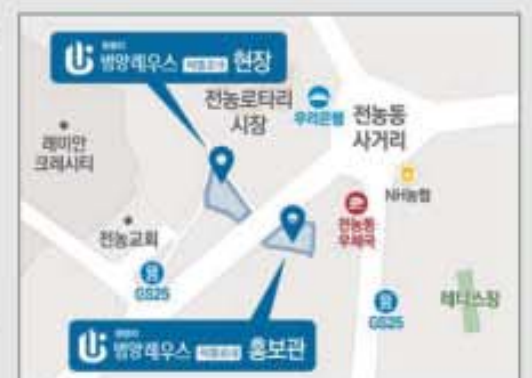 범양레우스 현장
전농로타리
시장
우리은행
전농동
사거리
래미안
크레시티
NH농협
전농교회
전농동
우체국
GS25
GS25
테니스장
범양레우스 홍보관